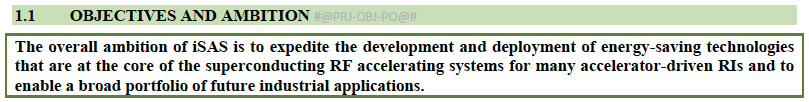 1.1 OBJECTIVES AND AMBITION #@PRJ-OBJ-PO@#
The overall ambition of iSAS is to expedite the development and deployment of energy-saving technologies
that are at the core of the superconducting RF accelerating systems for many accelerator-driven RIs and to
enable a broad portfolio of future industrial applications.